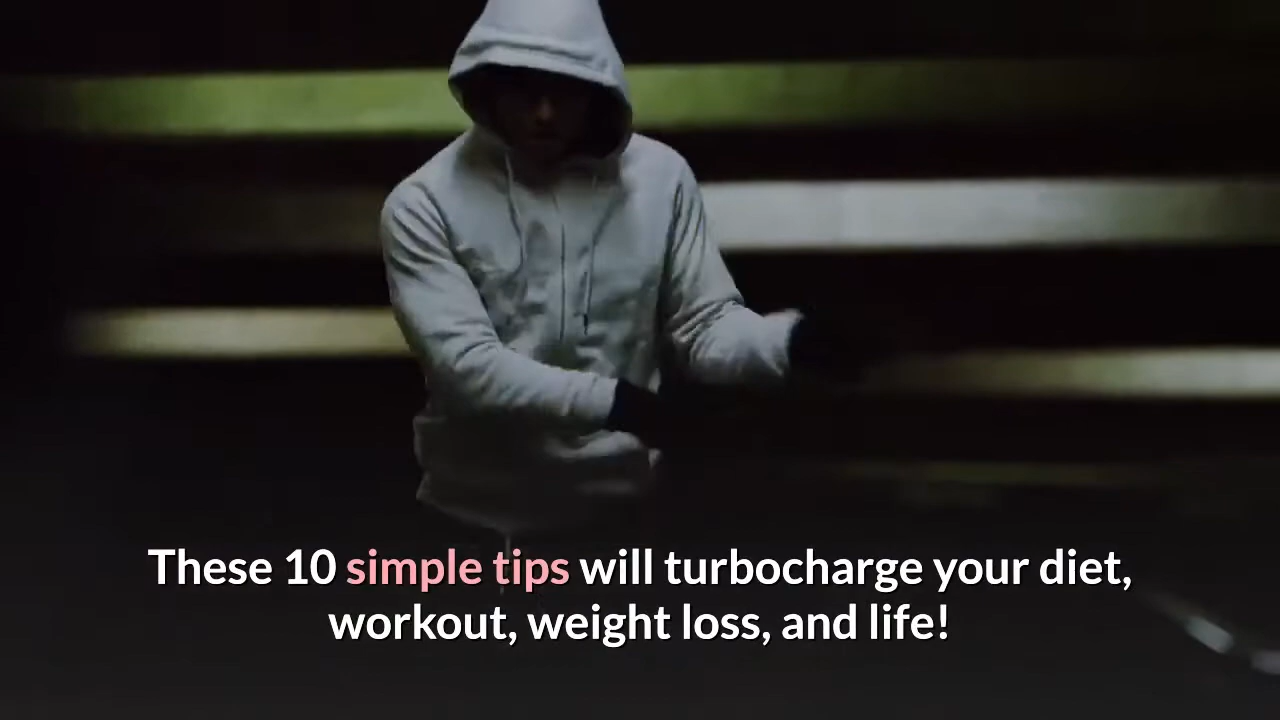 These 10 simple tips will turbocharge your diet,
workout, weight loss, and life!